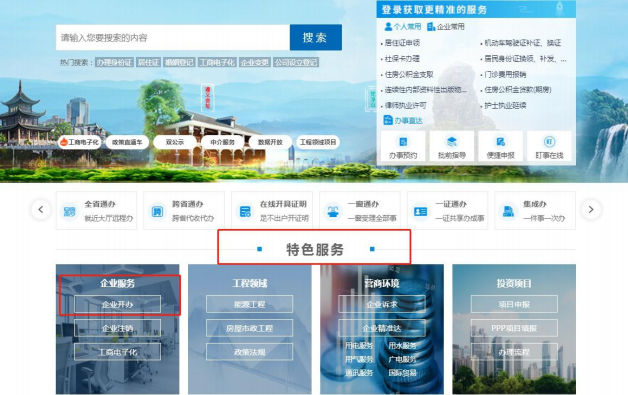 登录获取更精准的服务
请输入您要搜索的内容
搜索
个人常用 企业常用
居住证申领 机动车驾驶证补证、换证
热门搜索：办理身份证 居住证 婚姻登记 工商电子化 企业变更 公司设立登记
社保卡办理 居民身份证换领、补发、...
住房公积金支取 门诊费用报销
连续性内部资料性出版物... 住房公积金贷款(期房)
律师执业许可 护士执业延续
办事直达
工商电子化 政策直通车 双公示 中介服务 数据开放 工程领域项目
办事预约 批前指导 便捷申报 盯事在线
全省通办 跨省通办 在线开具证明 一窗通办 一证通办 集成办
就近大厅远程办 跨省代收代办 足不出户开证明 一窗受理全部事 一证共享办成事 一件事一次办
特色服务
企业服务 工程领域 营商环境 投资项目
企业开办 能源工程 企业诉求 项目申报
企业注销 房屋市政工程 企业精准达 PPP项目填报
工商电子化 政策法规 用电服务 用水服务 办理流程
用气服务 广电服务
通讯服务 国际贸易